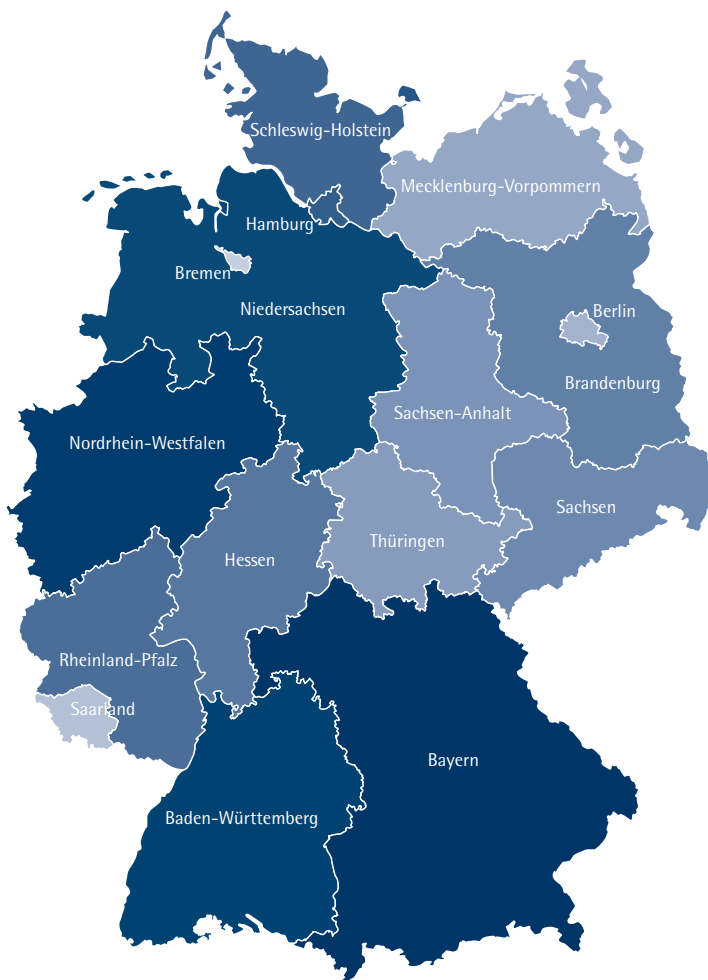 Schleswig-Holstein
Mecklenburg-Vorpommern
Hamburg
Bremen
Niedersachsen
Berlin
Brandenburg
Sachsen-Anhalt
Nordrhein-Westfalen
Sachsen
Thüringen
Hessen
Rheinland-Pfalz
Saarland
Bayern
Baden-Württemberg